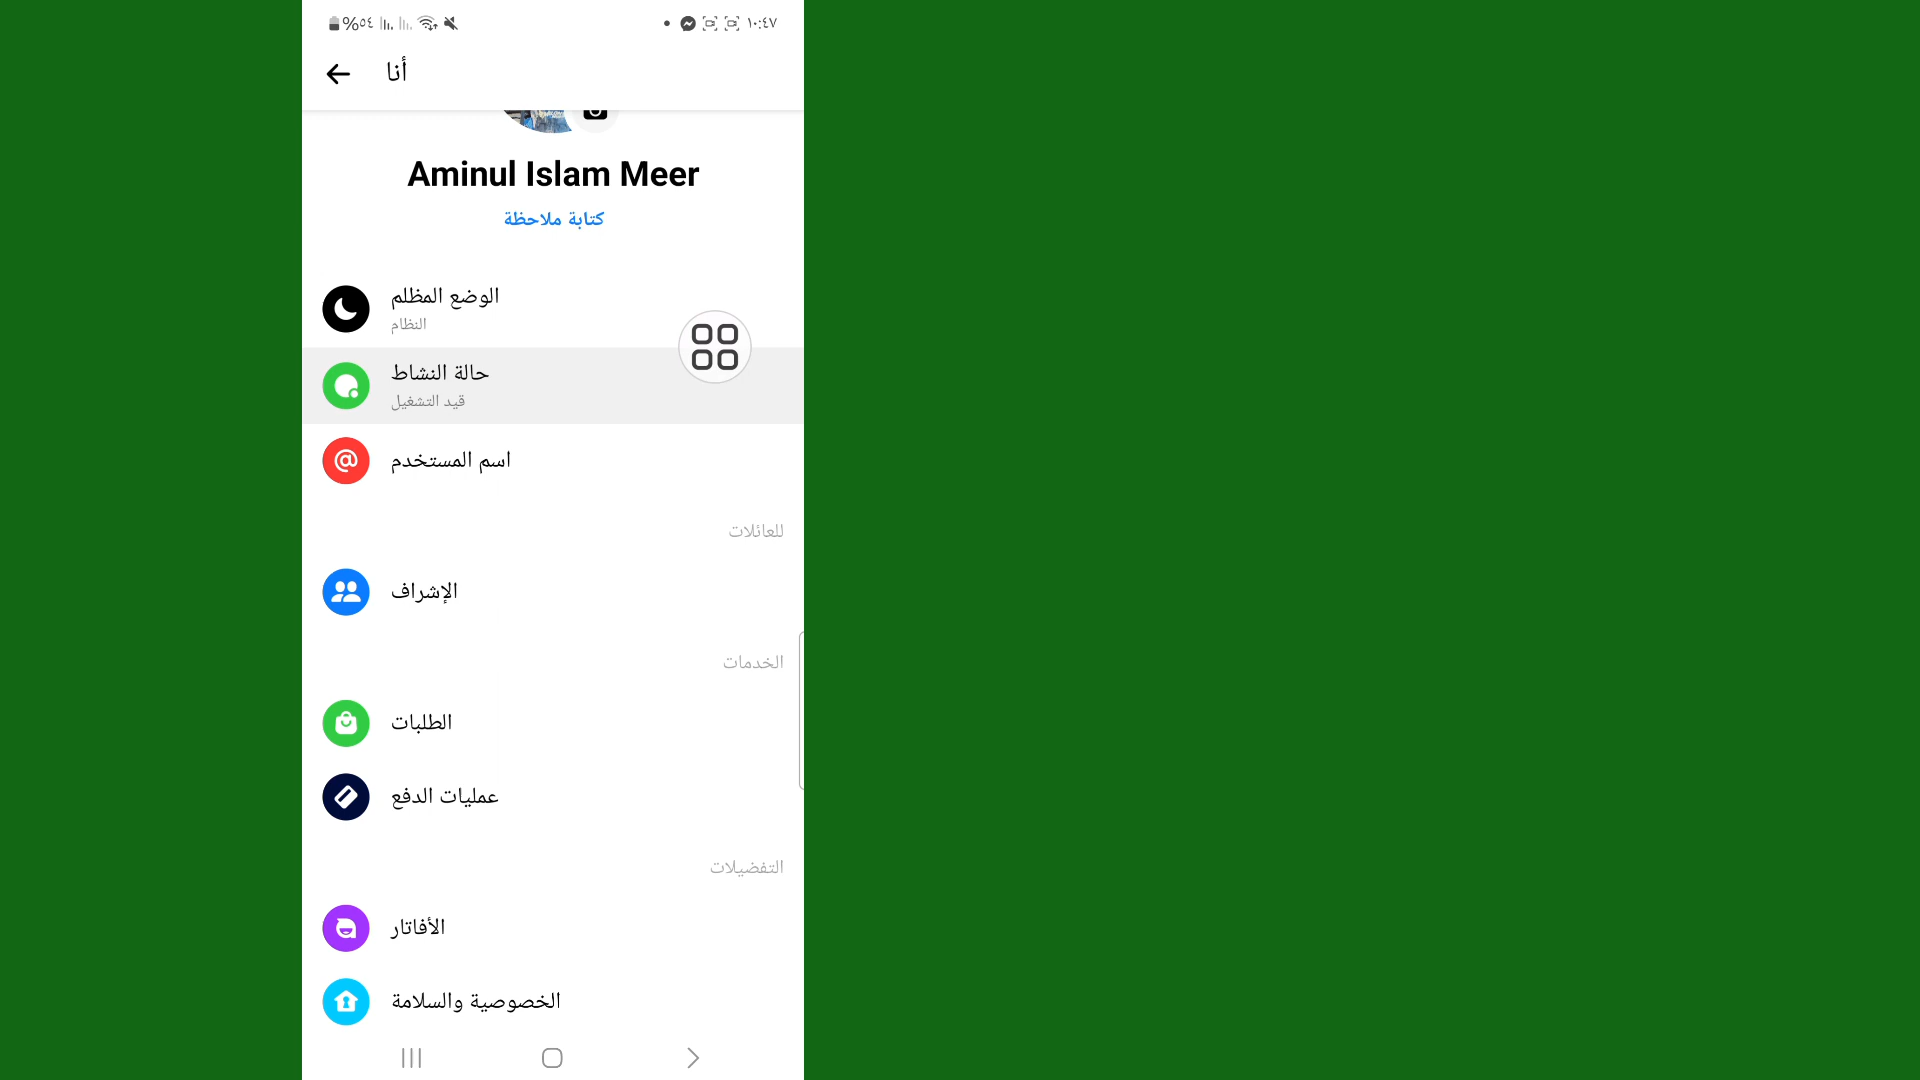 %٥٤
١٠:٤٧
أنا
Aminul Islam Meer
كتابة ملاحظة
الوضع المظلم
النظام
حالة النشاط
قيد التشغيل
اسم المستخدم
للعائلات
الإشراف
الخدمات
الطلبات
عمليات الدفع
التفضيلات
الأفاتار
الخصوصية والسلامة